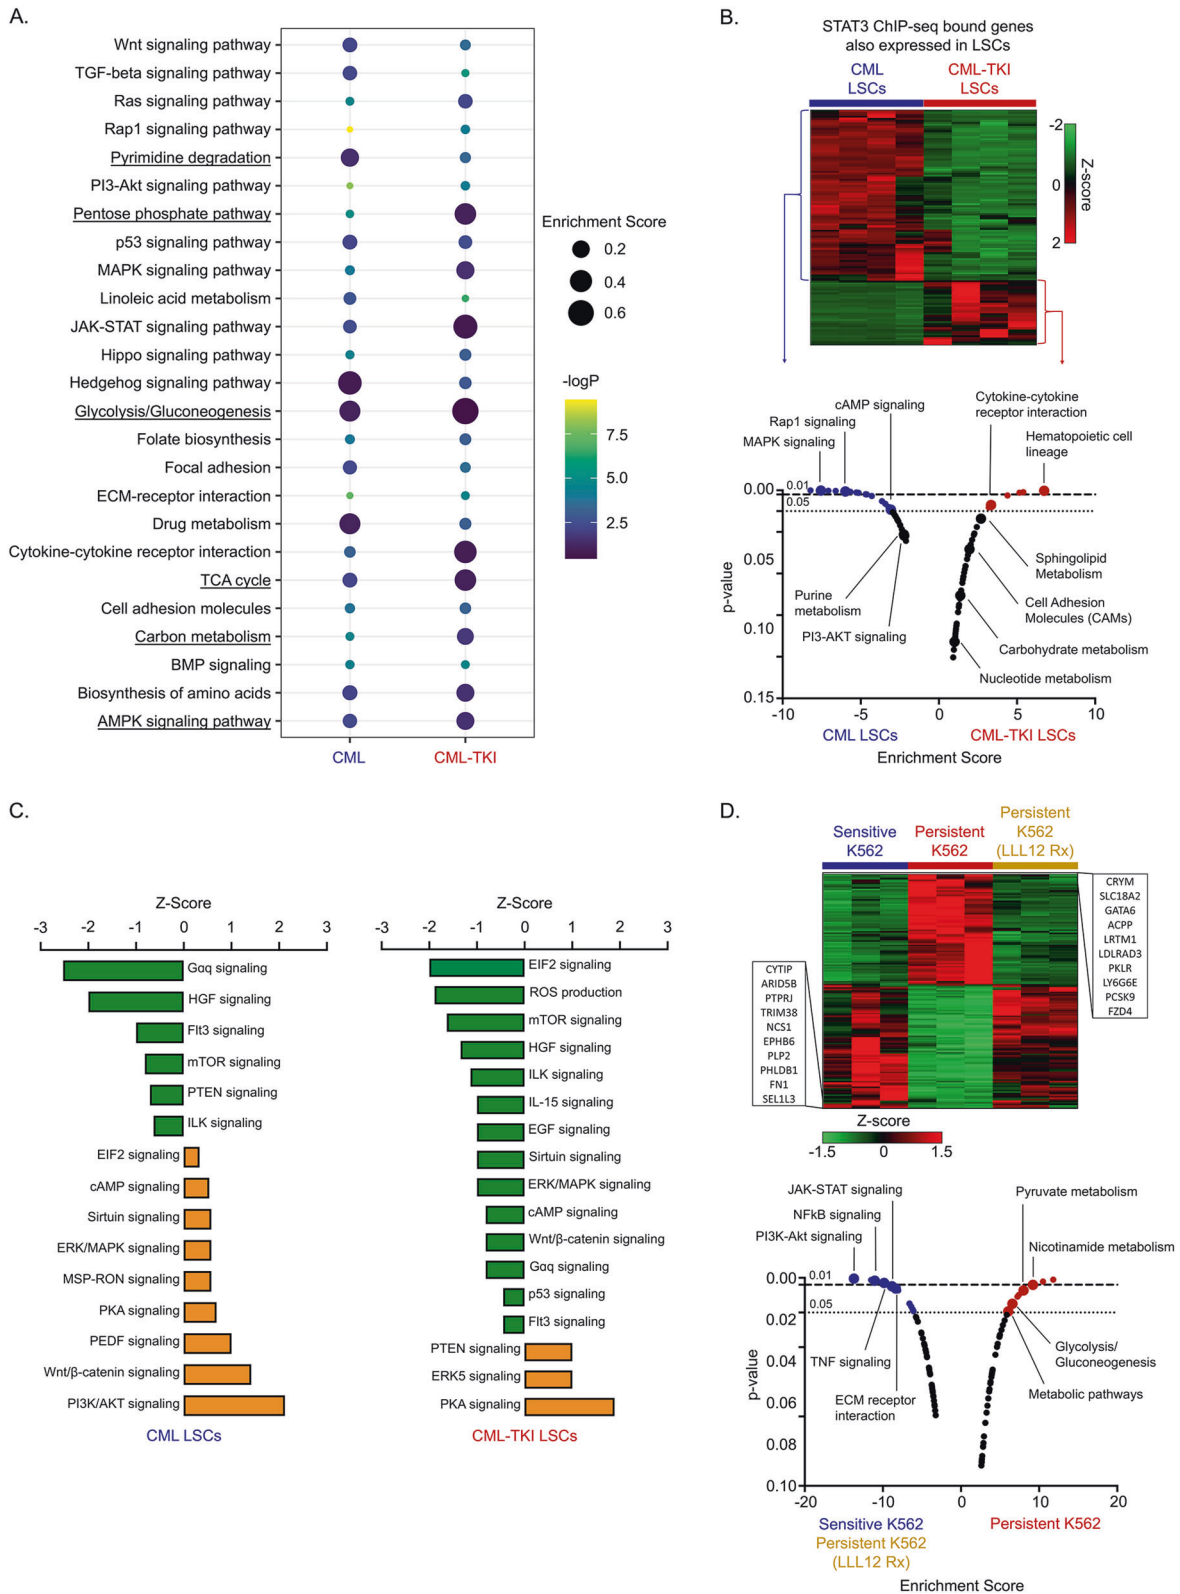 A.
Wnt signaling pathway
TGF-beta signaling pathway
Ras signaling pathway
Rap1 signaling pathway
Pyrimidine degradation
PI3-Akt signaling pathway
Pentose phosphate pathway
p53 signaling pathway
MAPK signaling pathway
Linoleic acid metabolism
JAK-STAT signaling pathway
Hippo signaling pathway
Hedgehog signaling pathway
Glycolysis/Gluconeogenesis
Folate biosynthesis
Focal adhesion
ECM-receptor interaction
Drug metabolism
Cytokine-cytokine receptor interaction
TCA cycle
Cell adhesion molecules
Carbon metabolism
BMP signaling
Biosynthesis of amino acids
AMPK signaling pathway
CML
CML-TKI
Enrichment Score
0.2
0.4
0.6
-logP
7.5
5.0
2.5
B.
STAT3 ChIP-seq bound genes
also expressed in LSCs
CML
LSCs
CML-TKI
LSCs
-2
0
2
Z-score
cAMP signaling
Rap1 signaling
MAPK signaling
Cytokine-cytokine
receptor interaction
Hematopoietic cell
lineage
0.01
0.05
0.00
0.05
0.10
0.15
p-value
Purine
metabolism
PI3-AKT signaling
Sphingolipid
Metabolism
Cell Adhesion
Molecules (CAMs)
Carbohydrate metabolism
Nucleotide metabolism
-10
-5
0
5
10
CML LSCs
CML-TKI LSCs
Enrichment Score
C.
Z-Score
-3
-2
-1
0
1
2
3
Gαq signaling
HGF signaling
Flt3 signaling
mTOR signaling
PTEN signaling
ILK signaling
EIF2 signaling
cAMP signaling
Sirtuin signaling
ERK/MAPK signaling
MSP-RON signaling
PKA signaling
PEDF signaling
Wnt/β-catenin signaling
PI3K/AKT signaling
CML LSCs
Z-Score
-3
-2
-1
0
1
2
3
EIF2 signaling
ROS production
mTOR signaling
HGF signaling
ILK signaling
IL-15 signaling
EGF signaling
Sirtuin signaling
ERK/MAPK signaling
cAMP signaling
Wnt/β-catenin signaling
Gαq signaling
p53 signaling
Flt3 signaling
PTEN signaling
ERK5 signaling
PKA signaling
CML-TKI LSCs
D.
Sensitive
K562
Persistent
K562
Persistent
K562
(LLL12 Rx)
CRYM
SLC18A2
GATA6
ACPP
LRTM1
LDLRAD3
PKLR
LY6G6E
PCSK9
FZD4
CYTIP
ARID5B
PTPRJ
TRIM38
NCS1
EPHB6
PLP2
PHLDB1
FN1
SEL1L3
Z-score
-1.5
0
1.5
JAK-STAT signaling
NFkB signaling
PI3K-Akt signaling
Pyruvate metabolism
Nicotinamide metabolism
0.01
0.05
0.00
0.02
0.04
0.06
0.08
0.10
p-value
TNF signaling
ECM receptor
interaction
Glycolysis/
Gluconeogenesis
Metabolic pathways
-20
-10
0
10
20
Sensitive K562
Persistent K562
(LLL12 Rx)
Persistent K562
Enrichment Score